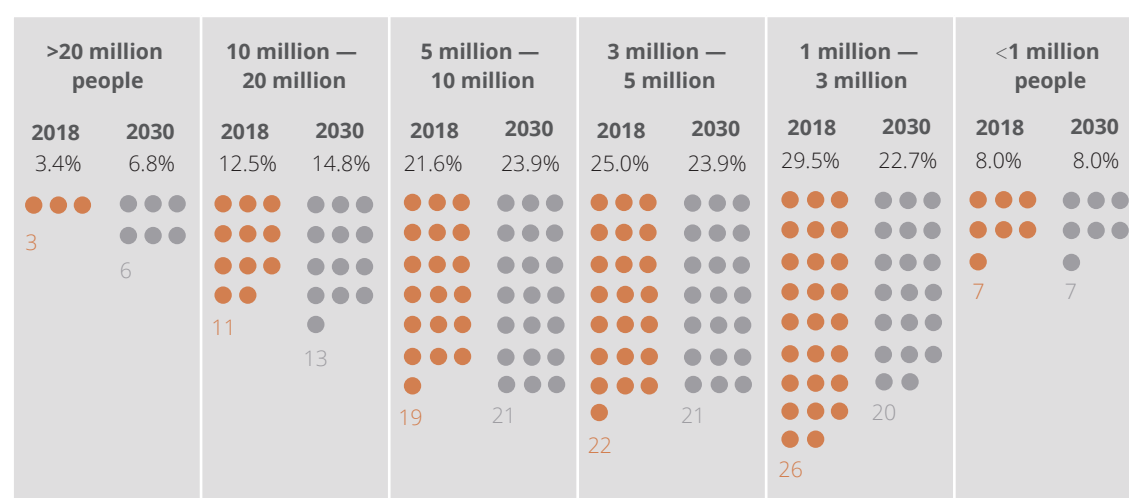 >20 million
people
2018 2030
3.4% 6.8%
3
6
10 million —
20 million
2018 2030
12.5% 14.8%
11
13
5 million —
10 million
2018 2030
21.6% 23.9%
19
21
3 million —
5 million
2018 2030
25.0% 23.9%
22
21
1 million —
3 million
2018 2030
29.5% 22.7%
26
20
<1 million
people
2018 2030
8.0% 8.0%
7
7